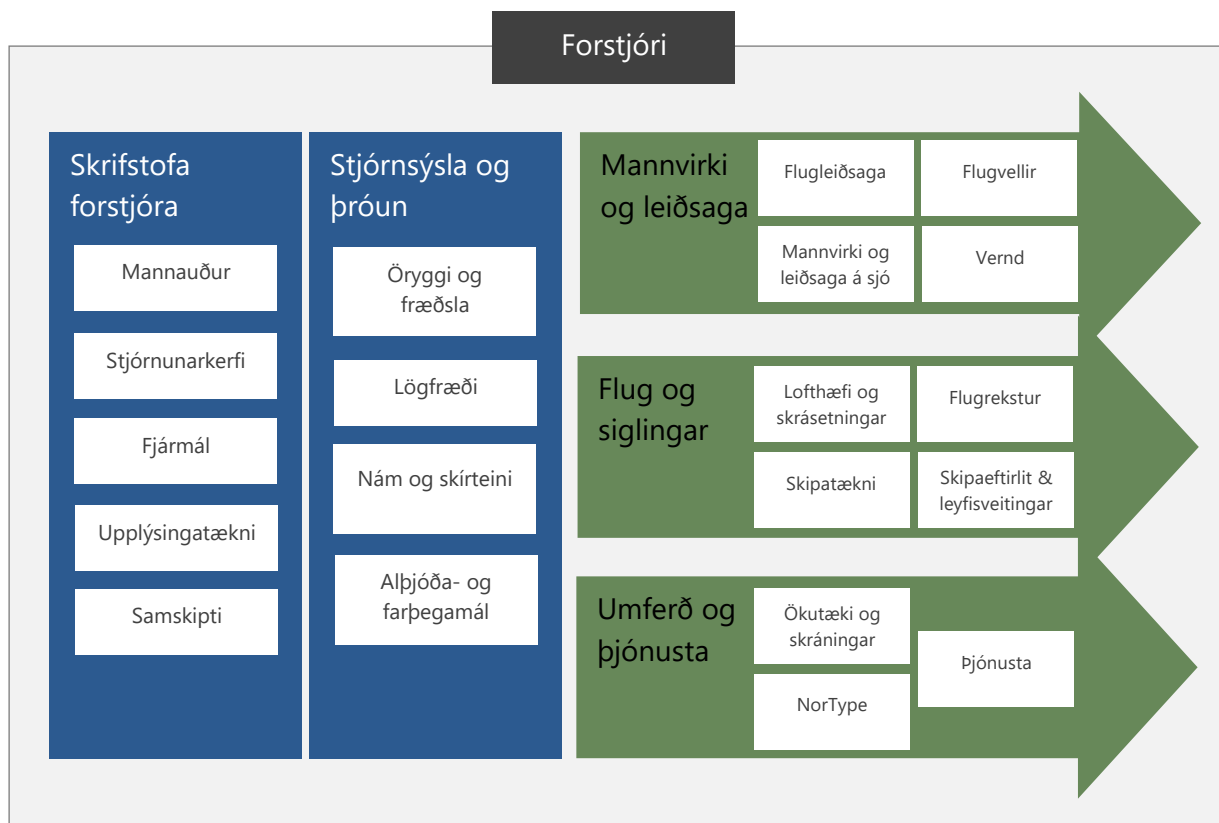 Forstjóri
Skrifstofa
forstjóra
Mannauður
Stjórnunarkerfi
Fjármál
Upplýsingatækni
Samskipti
Stjórnsýsla og
þróun
Öryggi og
fræðsla
Lögfræði
Nám og skírteini
Alþjóða- og
farþegamál
Mannvirki
og leiðsaga
Flugleiðsaga
Flugvellir
Mannvirki og
leiðsaga á sjó
Vernd
Flug og
siglingar
Lofthæfi og
skrásetningar
Flugrekstur
Skipatækni
Skipaeftirlit &
leyfisveitingar
Umferð og
þjónusta
Ökutæki og
skráningar
Þjónusta
NorType